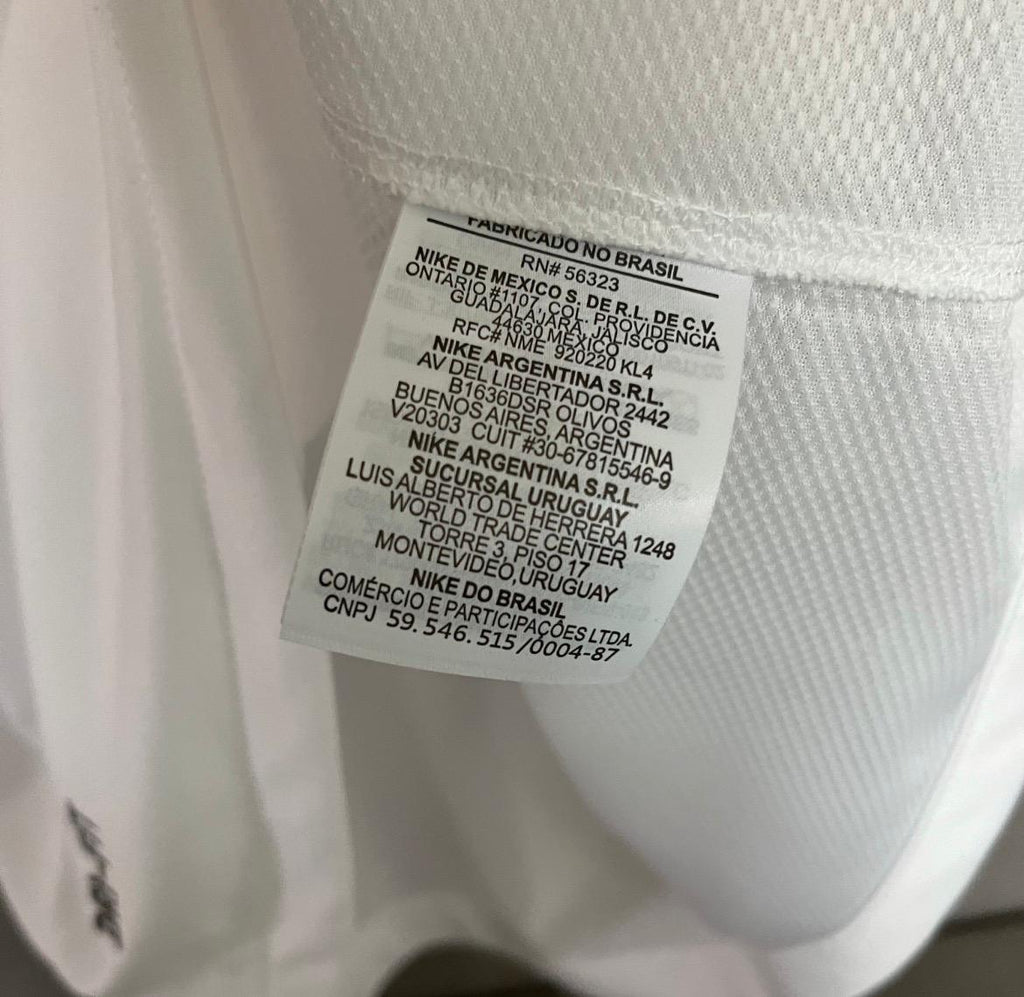 FABRICADO NO BRASIL
RN# 56323
NIKE DE MEXICO S. DE R.L. DE C.V.
ONTARIO #1107, COL. PROVIDENCIA
GUADALAJARA, JALISCO
44630 MEXICO
RFC# NME 920220 KL4
NIKE ARGENTINA S.R.L.
AV DEL LIBERTADOR 2442
B1636DSR OLIVOS
BUENOS AIRES, ARGENTINA
V20303 CUIT #30-67815546-9
NIKE ARGENTINA S.R.L.
SUCURSAL URUGUAY
LUIS ALBERTO DE HERRERA 1248
WORLD TRADE CENTER
TORRE 3, PISO 17
MONTEVIDEO, URUGUAY
NIKE DO BRASIL
COMÉRCIO E PARTICIPAÇÕES LTDA.
CNPJ 59.546.515/0004-87
DRI-FIT